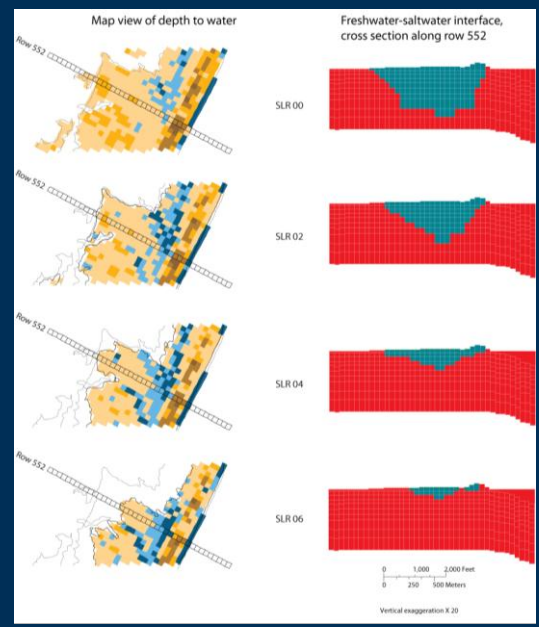 Map view of depth to water
Freshwater-saltwater interface,
cross section along row 552
Row 552
SLR 00
Row 552
SLR 02
Row 552
SLR 04
Row 552
SLR 06
0 1,000 2,000 Feet
0 250 500 Meters
Vertical exaggeration X 20